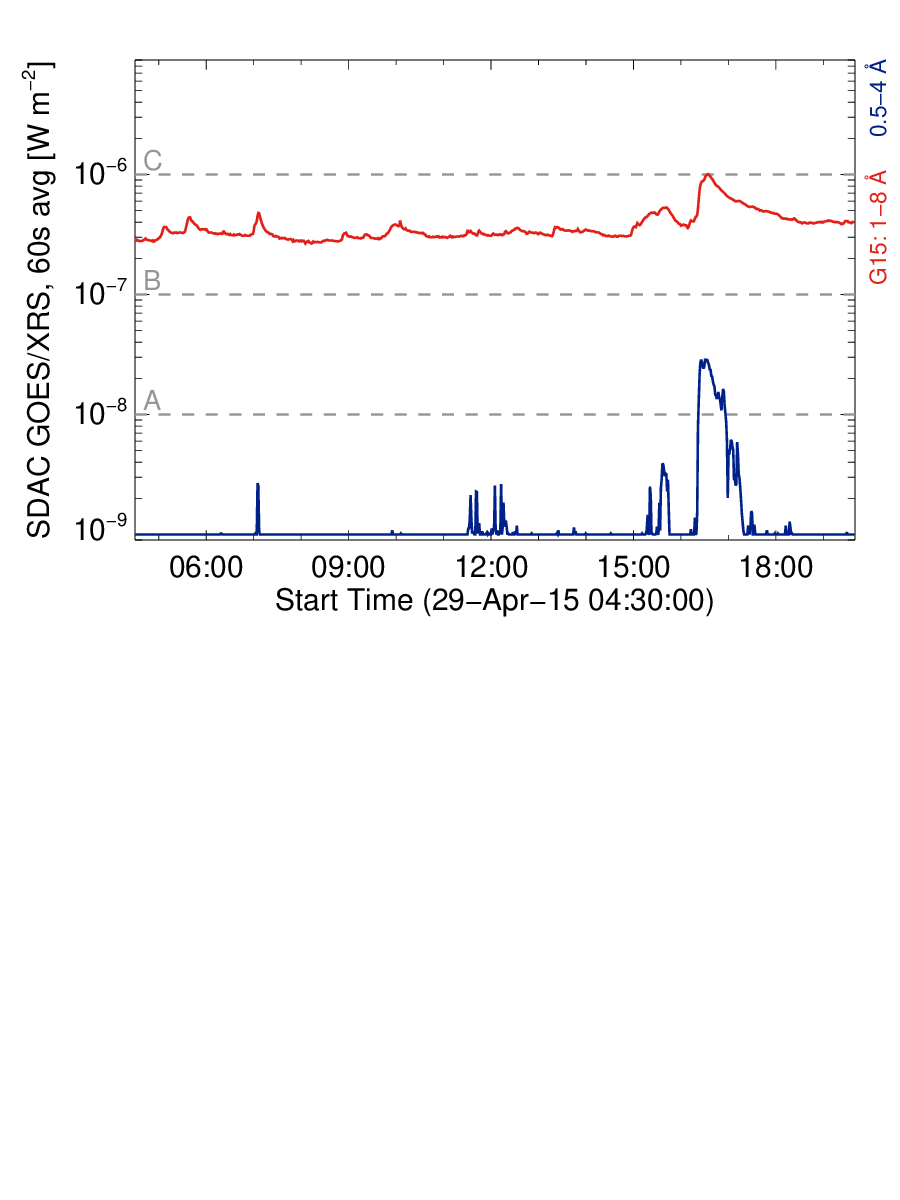 SDAC GOES/XRS, 60s avg [W m⁻²]
10⁻⁶
10⁻⁷
10⁻⁸
10⁻⁹
C
B
A
06:00 09:00 12:00 15:00 18:00
Start Time (29−Apr−15 04:30:00)
G15: 1−8 Å
0.5−4 Å